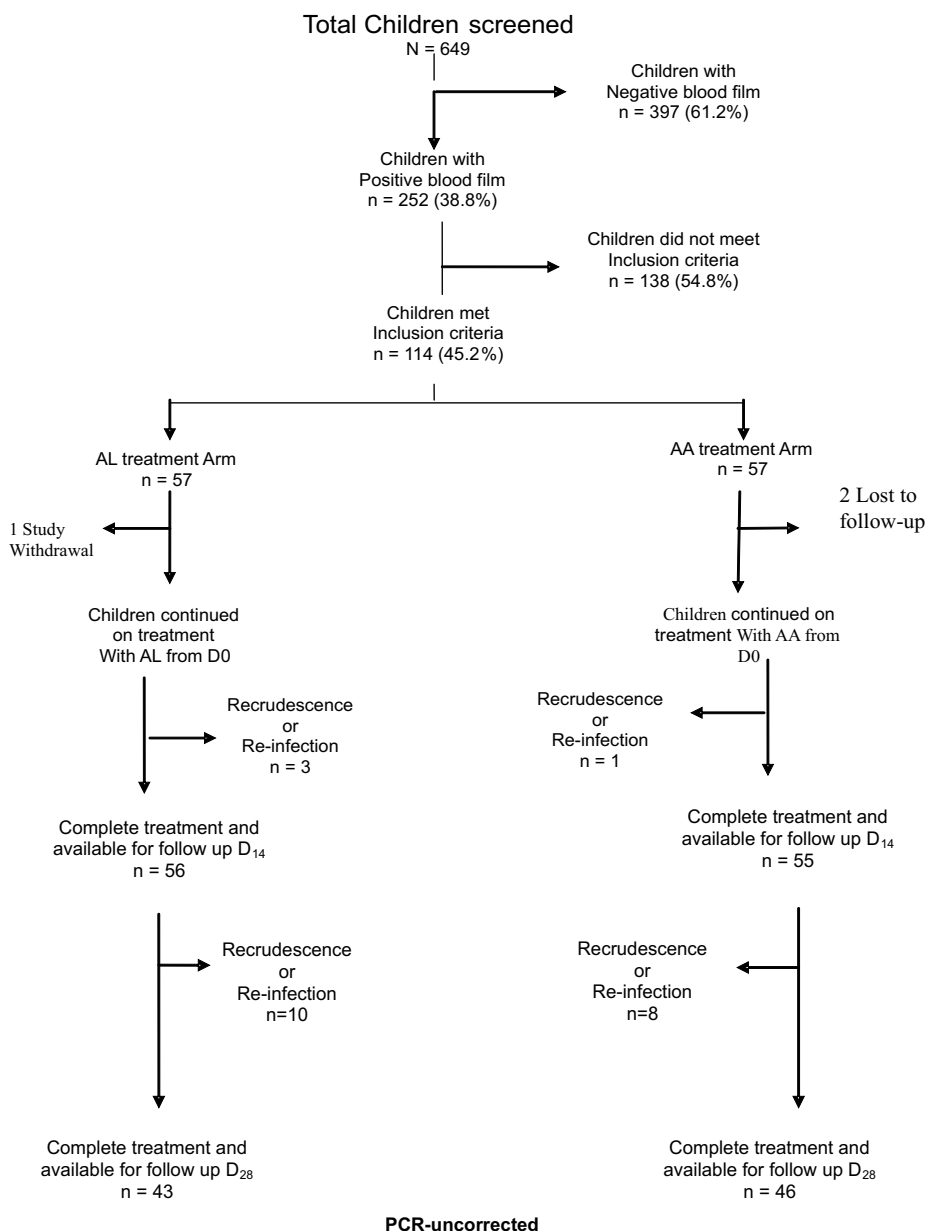 Total Children screened
N = 649
Children with
Negative blood film
n = 397 (61.2%)
Children with
Positive blood film
n = 252 (38.8%)
Children did not meet
Inclusion criteria
n = 138 (54.8%)
Children met
Inclusion criteria
n = 114 (45.2%)
AL treatment Arm
n = 57
AA treatment Arm
n = 57
1 Study
Withdrawal
2 Lost to
follow-up
Children continued
on treatment
With AL from D0
Children continued on
treatment With AA from
D0
Recrudescence
or
Re-infection
n = 3
Recrudescence
or
Re-infection
n = 1
Complete treatment and
available for follow up D₁₄
n = 56
Complete treatment and
available for follow up D₁₄
n = 55
Recrudescence
or
Re-infection
n=10
Recrudescence
or
Re-infection
n=8
Complete treatment and
available for follow up D₂₈
n = 43
Complete treatment and
available for follow up D₂₈
n = 46
PCR-uncorrected